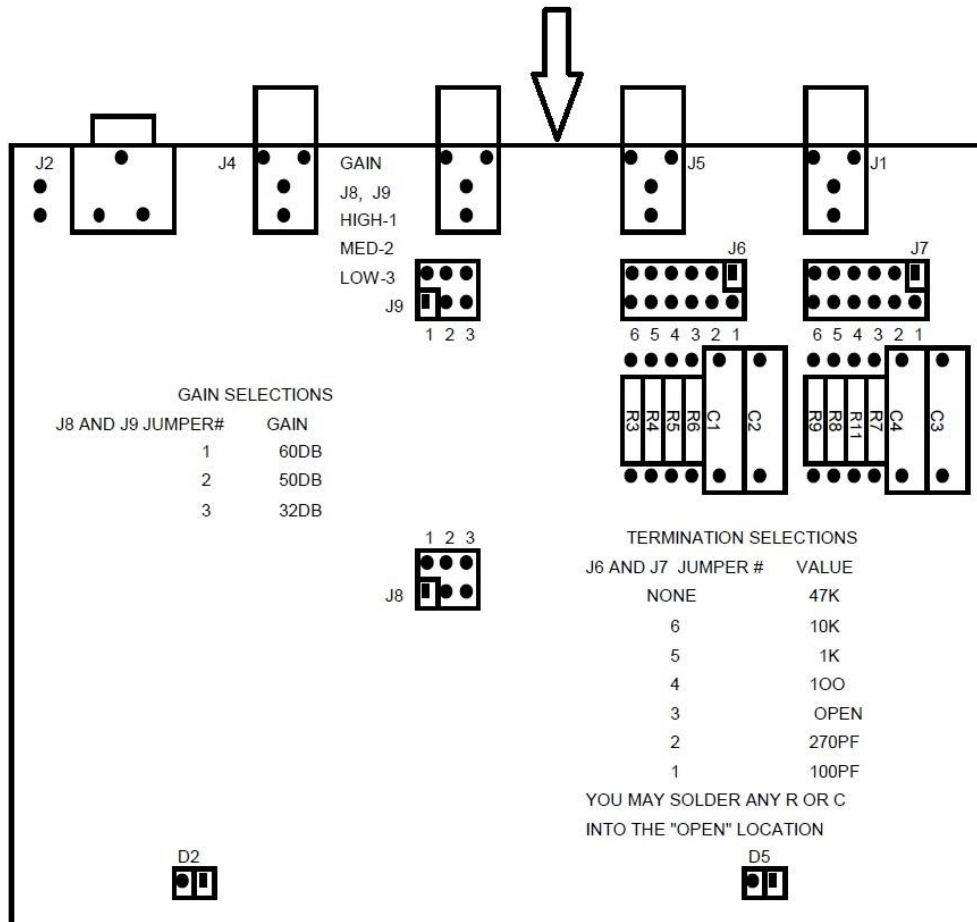 J2
J4
GAIN
J8, J9
HIGH-1
MED-2
LOW-3
J5
J1
J9
1 2 3
J6
6 5 4 3 2 1
J7
6 5 4 3 2 1
R3 R4 R5 R6 C1 C2
R9 R8 R11 R7 C4 C3
GAIN SELECTIONS
J8 AND J9 JUMPER# GAIN
1 60DB
2 50DB
3 32DB
1 2 3
J8
TERMINATION SELECTIONS
J6 AND J7 JUMPER # VALUE
NONE 47K
6 10K
5 1K
4 1OO
3 OPEN
2 270PF
1 100PF
YOU MAY SOLDER ANY R OR C
INTO THE "OPEN" LOCATION
D2
D5